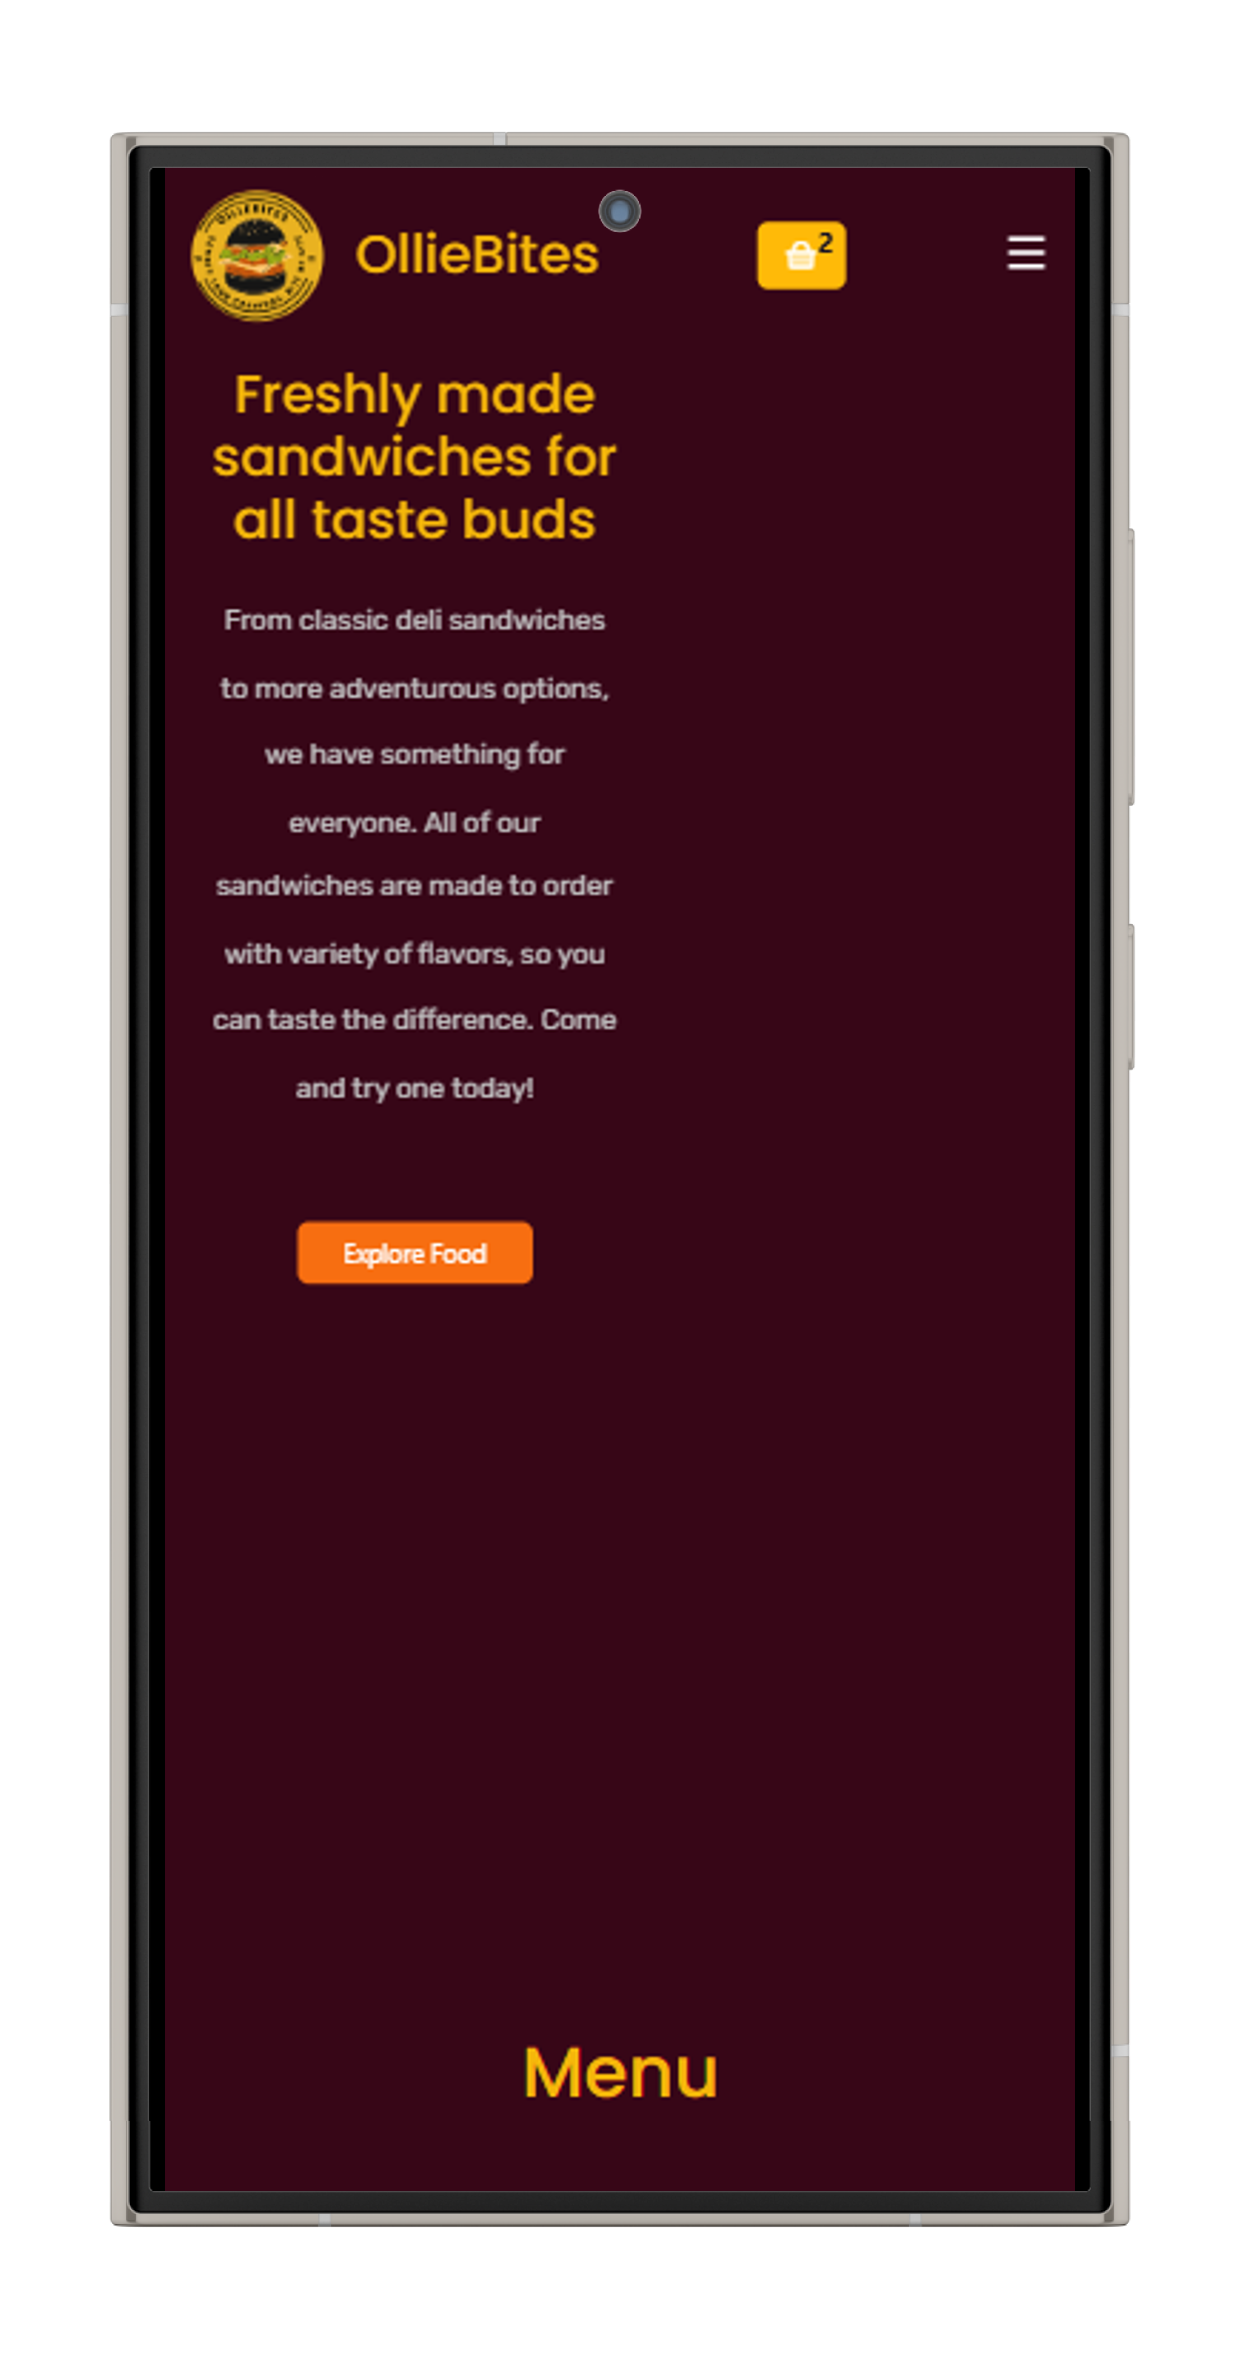 OLLIEBITES
OllieBites
2
Freshly made
sandwiches for
all taste buds
From classic deli sandwiches
to more adventurous options,
we have something for
everyone. All of our
sandwiches are made to order
with variety of flavors, so you
can taste the difference. Come
and try one today!
Explore Food
Menu